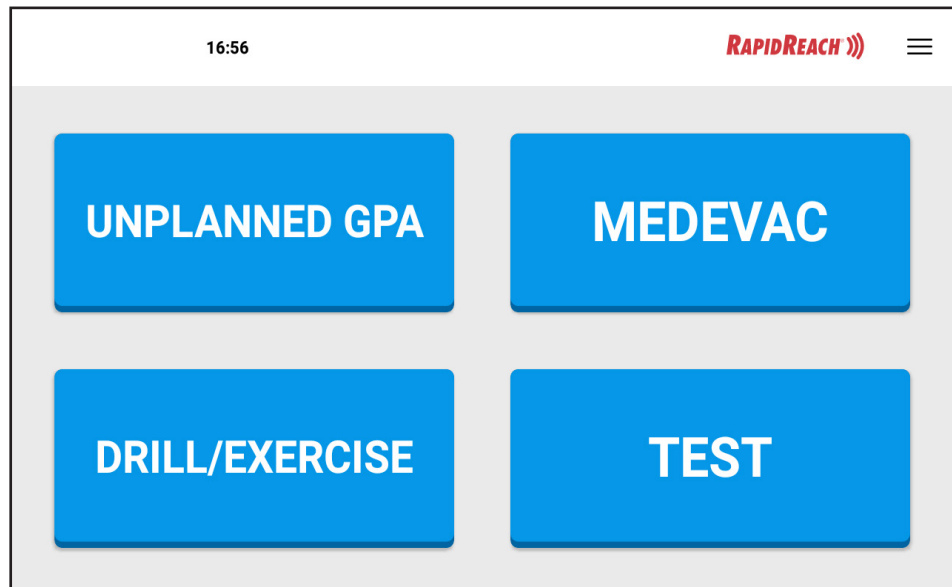 16:56
RAPIDREACH
UNPLANNED GPA
MEDEVAC
DRILL/EXERCISE
TEST